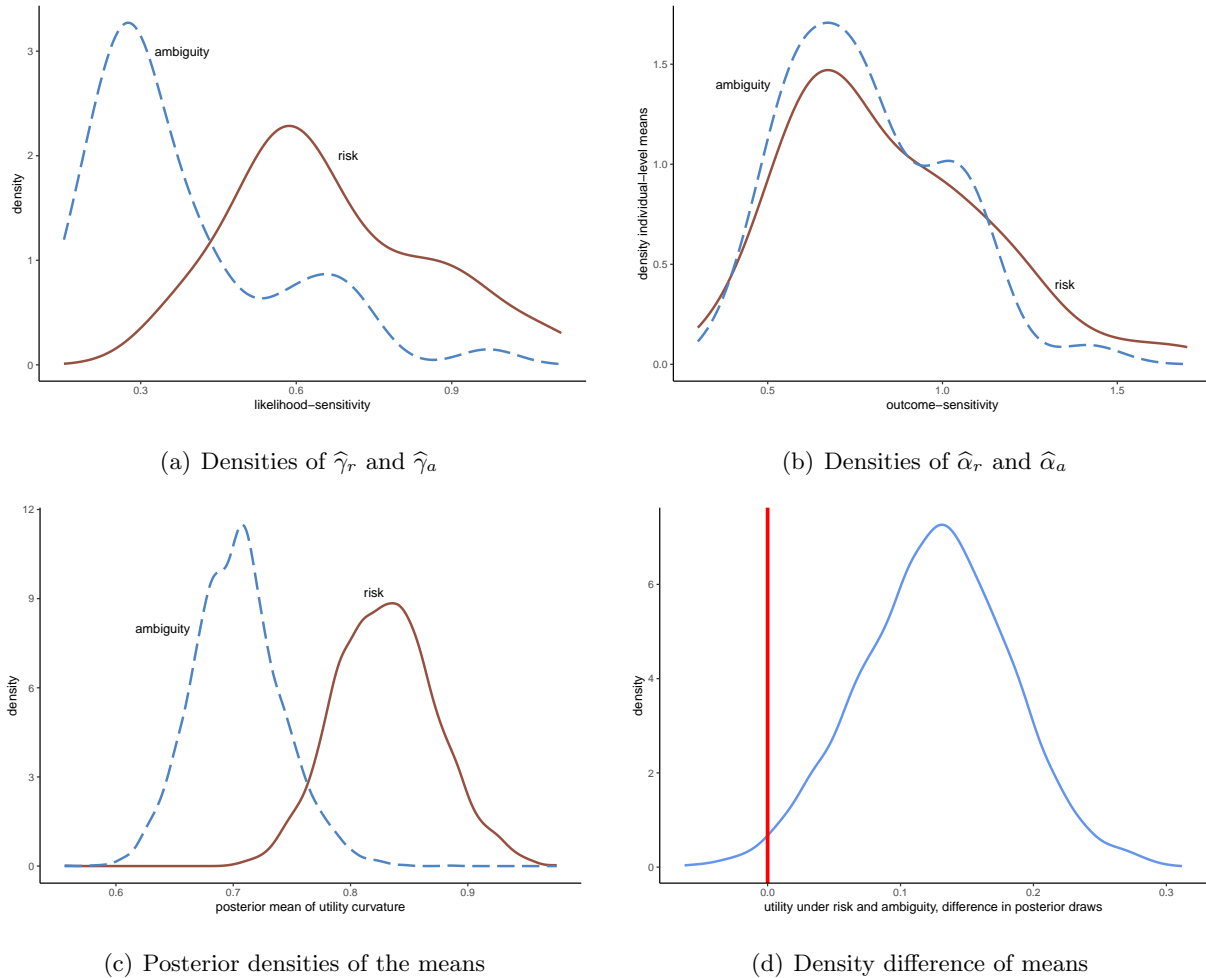 3
2
1
0
density
ambiguity
risk
0.3 0.6 0.9
likelihood−sensitivity
(a) Densities of γ̂r and γ̂a
1.5
1.0
0.5
0.0
density individual−level means
ambiguity
risk
0.5 1.0 1.5
outcome−sensitivity
(b) Densities of α̂r and α̂a
12
9
6
3
0
density
ambiguity
risk
0.6 0.7 0.8 0.9
posterior mean of utility curvature
(c) Posterior densities of the means
6
4
2
0
density
0.0 0.1 0.2 0.3
utility under risk and ambiguity, difference in posterior draws
(d) Density difference of means